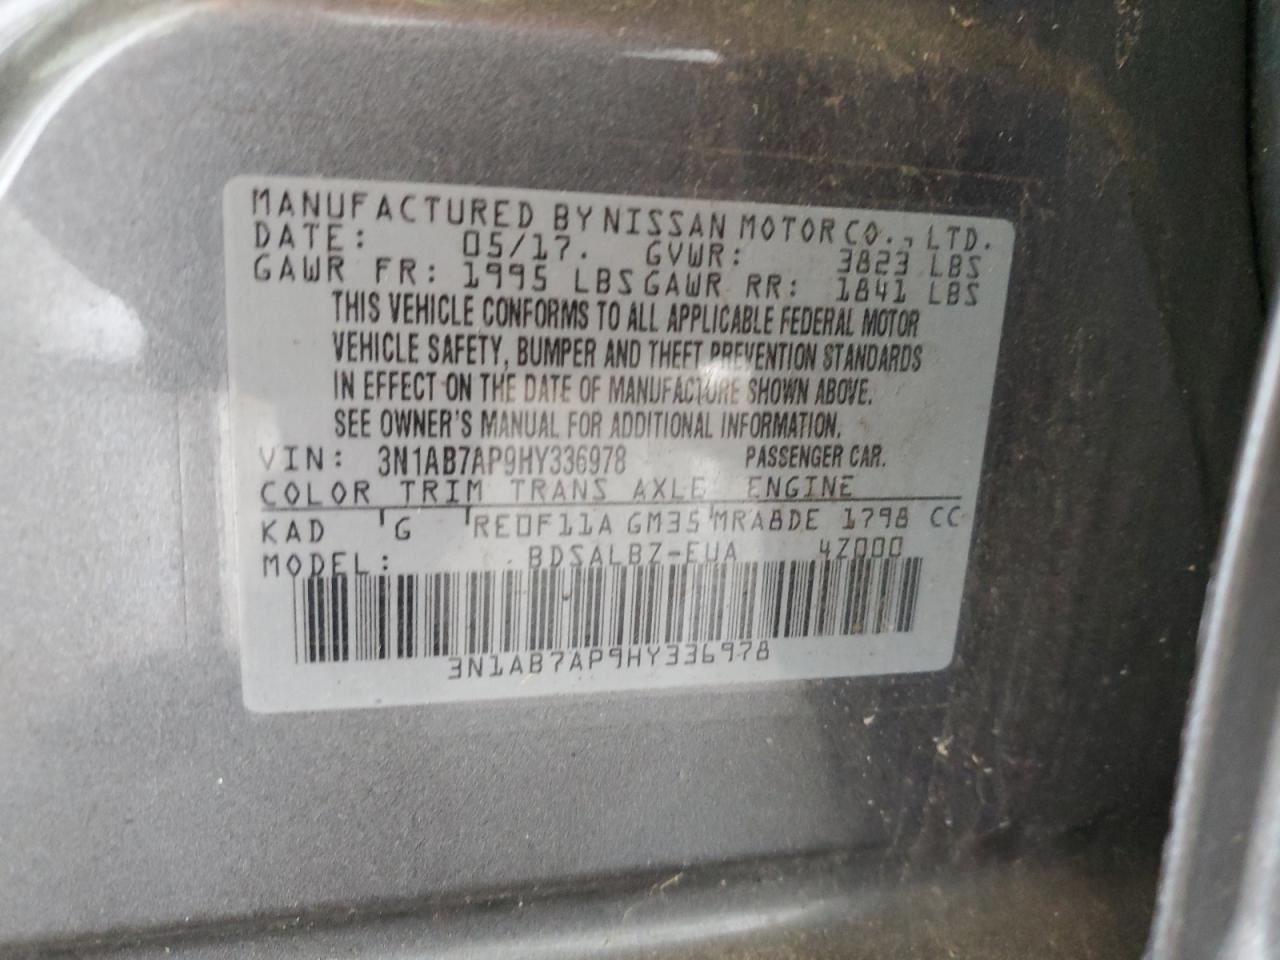 MANUFACTURED BY NISSAN MOTOR CO., LTD.
DATE: 05/17. GVWR: 3823 LBS
GAWR FR: 1995 LBS GAWR RR: 1841 LBS
THIS VEHICLE CONFORMS TO ALL APPLICABLE FEDERAL MOTOR
VEHICLE SAFETY, BUMPER AND THEFT PREVENTION STANDARDS
IN EFFECT ON THE DATE OF MANUFACTURE SHOWN ABOVE.
SEE OWNER'S MANUAL FOR ADDITIONAL INFORMATION.
VIN: 3N1AB7AP9HY336978 PASSENGER CAR.
COLOR TRIM TRANS AXLE ENGINE
KAD G RE0F11A GM35 MRA8DE 1798 CC
MODEL: BDSALBZ-EUA 4Z000
3N1AB7AP9HY336978